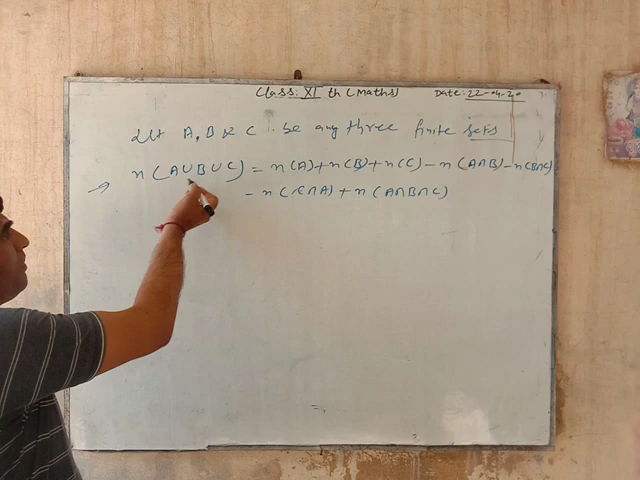 Class: XI th (Maths) Date: 22-04-20
Let A, B & C be any three finite sets
n(A∪B∪C) = n(A)+n(B)+n(C)-n(A∩B)-n(B∩C)
-n(C∩A)+n(A∩B∩C)